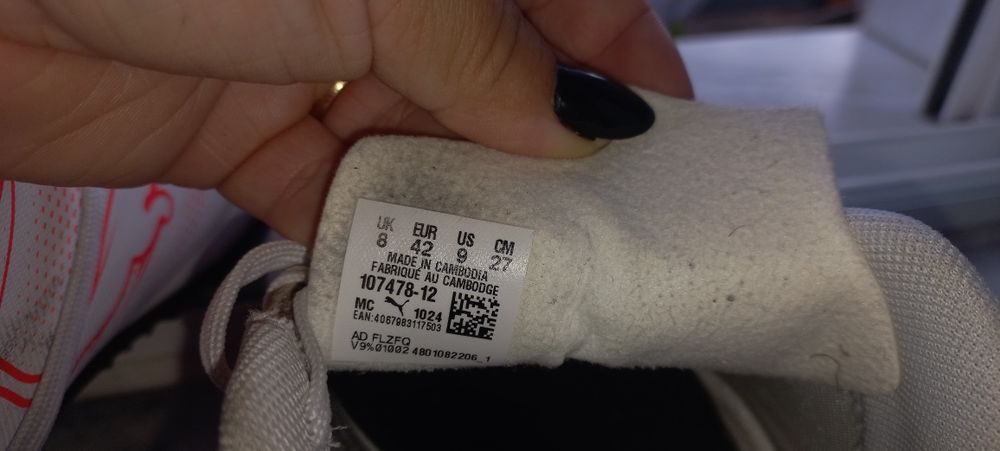 UK EUR US CM
8 42 9 27
MADE IN CAMBODIA
FABRIQUÉ AU CAMBODGE
107478-12
MC 1024
EAN:4067983117503
AD FLZFQ
V9%01002 4801082206_1